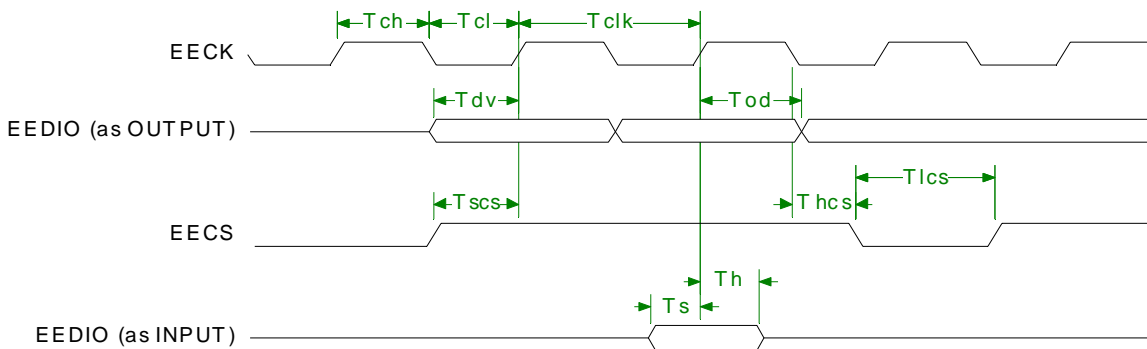 Tch Tcl Tclk
EECK
Tdv Tod
EEDIO (as OUTPUT)
Tlcs
Tscs Thcs
EECS
Th
Ts
EEDIO (as INPUT)